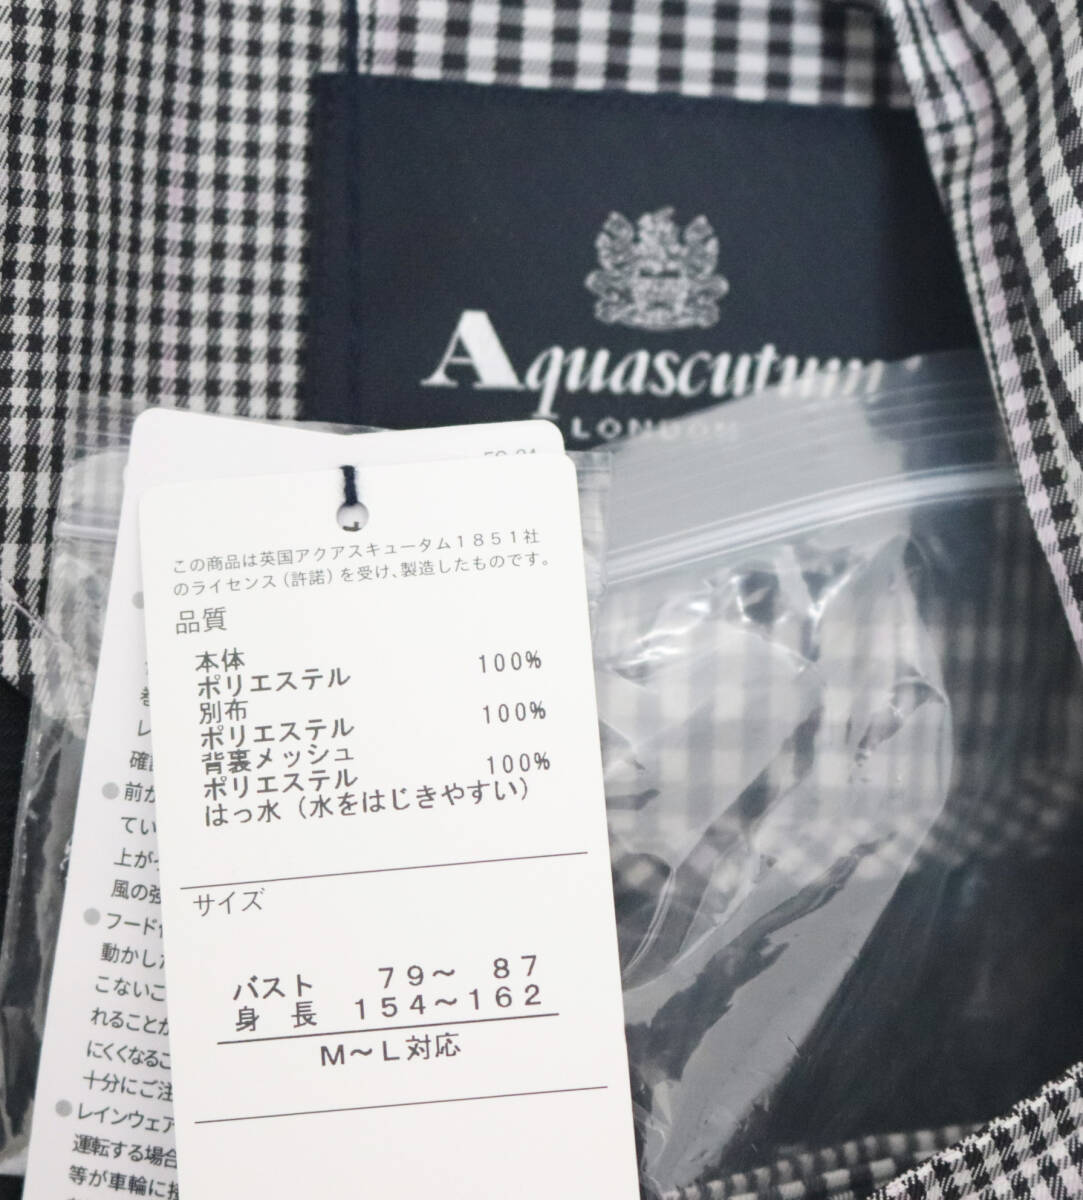 Aquascutum
LONDON
この商品は英国アクアスキュータム1851社
のライセンス(許諾)を受け、製造したものです。
品質
本体
ポリエステル 100%
別布
ポリエステル 100%
背裏メッシュ
ポリエステル 100%
はっ水(水をはじきやすい)
サイズ
バスト 79～ 87
身 長 154～162
M～L対応
レ
確
●前か
てい
上がっ
風の強
●フード
動かした
こないこ
れることか
にくくなるこ
十分にご注
●レインウェア
運転する場合
等が車輪に接